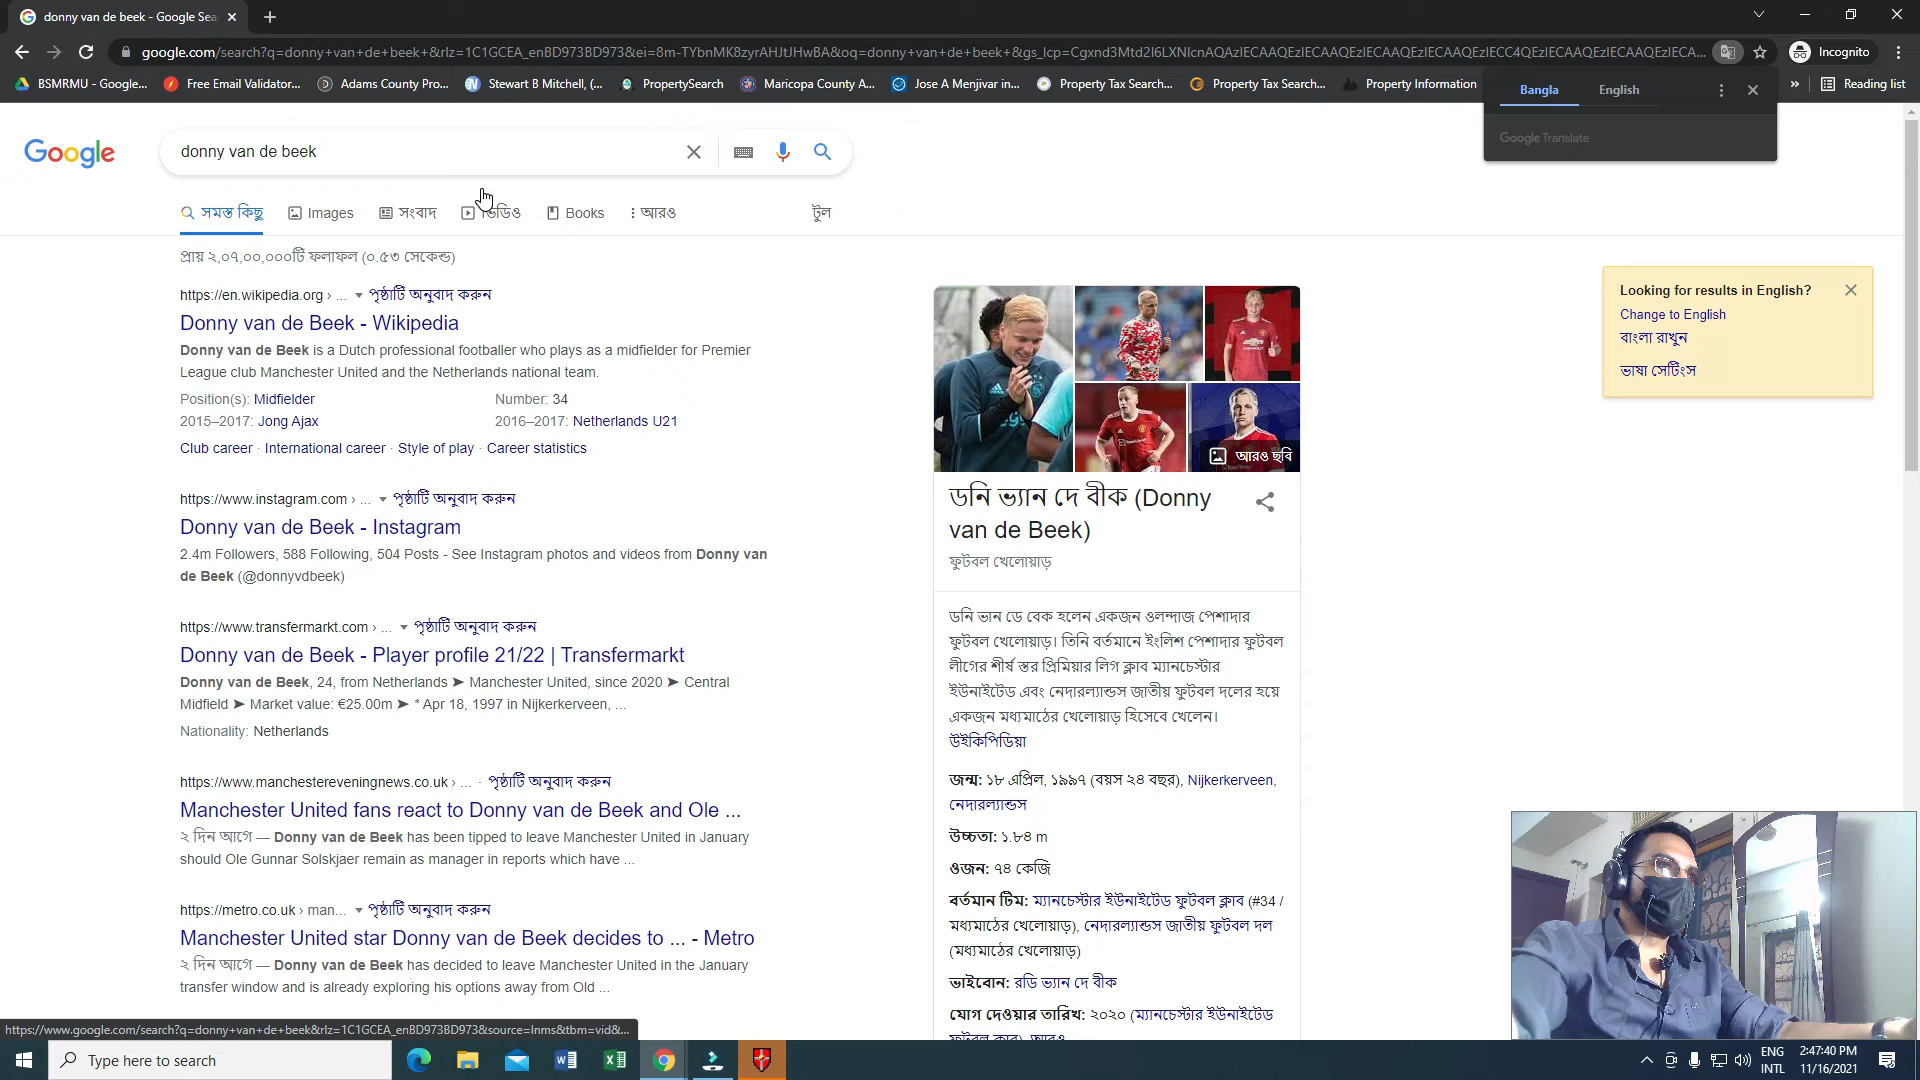 donny van de beek - Google Sea
google.com/search?q=donny+van+de+beek+&rlz=1C1GCEA_enBD973BD973&ei=8m-TYbnMK8zyrAHJtJHwBA&oq=donny+van+de+beek+&gs_lcp=Cgxnd3Mtd2l6LXNlcnAQAzIECAAQEzIECAAQEzIECAAQEzIECAAQEzIECC4QEzIECAAQEzIECAAQEzIECA...
Incognito
BSMRMU - Google...
Free Email Validator...
Adams County Pro...
Stewart B Mitchell, (...
PropertySearch
Maricopa County A...
Jose A Menjivar in...
Property Tax Search...
Property Tax Search...
Property Information
»
Reading list
Bangla English
Google Translate
Google
donny van de beek
সমস্ত কিছু Images সংবাদ ভিডিও Books আরও টুল
প্রায় ২,০৭,০০,০০০টি ফলাফল (০.৫৩ সেকেন্ড)
https://en.wikipedia.org › ... পৃষ্ঠাটি অনুবাদ করুন
Donny van de Beek - Wikipedia
Donny van de Beek is a Dutch professional footballer who plays as a midfielder for Premier
League club Manchester United and the Netherlands national team.
Position(s): Midfielder Number: 34
2015–2017: Jong Ajax 2016–2017: Netherlands U21
Club career · International career · Style of play · Career statistics
https://www.instagram.com › ... পৃষ্ঠাটি অনুবাদ করুন
Donny van de Beek - Instagram
2.4m Followers, 588 Following, 504 Posts - See Instagram photos and videos from Donny van
de Beek (@donnyvdbeek)
https://www.transfermarkt.com › ... পৃষ্ঠাটি অনুবাদ করুন
Donny van de Beek - Player profile 21/22 | Transfermarkt
Donny van de Beek, 24, from Netherlands ➤ Manchester United, since 2020 ➤ Central
Midfield ➤ Market value: €25.00m ➤ * Apr 18, 1997 in Nijkerkerveen, ...
Nationality: Netherlands
https://www.manchestereveningnews.co.uk › ... · পৃষ্ঠাটি অনুবাদ করুন
Manchester United fans react to Donny van de Beek and Ole ...
২ দিন আগে — Donny van de Beek has been tipped to leave Manchester United in January
should Ole Gunnar Solskjaer remain as manager in reports which have ...
https://metro.co.uk › man... পৃষ্ঠাটি অনুবাদ করুন
Manchester United star Donny van de Beek decides to ... - Metro
২ দিন আগে — Donny van de Beek has decided to leave Manchester United in the January
transfer window and is already exploring his options away from Old ...
আরও ছবি
ডনি ভ্যান দে বীক (Donny
van de Beek)
ফুটবল খেলোয়াড়
ডনি ভান ডে বেক হলেন একজন ওলন্দাজ পেশাদার
ফুটবল খেলোয়াড়। তিনি বর্তমানে ইংলিশ পেশাদার ফুটবল
লীগের শীর্ষ স্তর প্রিমিয়ার লিগ ক্লাব ম্যানচেস্টার
ইউনাইটেড এবং নেদারল্যান্ডস জাতীয় ফুটবল দলের হয়ে
একজন মধ্যমাঠের খেলোয়াড় হিসেবে খেলেন।
উইকিপিডিয়া
জন্ম: ১৮ এপ্রিল, ১৯৯৭ (বয়স ২৪ বছর), Nijkerkerveen,
নেদারল্যান্ডস
উচ্চতা: ১.৮৪ m
ওজন: ৭৪ কেজি
বর্তমান টিম: ম্যানচেস্টার ইউনাইটেড ফুটবল ক্লাব (#34 /
মধ্যমাঠের খেলোয়াড়), নেদারল্যান্ডস জাতীয় ফুটবল দল
(মধ্যমাঠের খেলোয়াড়)
ভাইবোন: রডি ভ্যান দে বীক
যোগ দেওয়ার তারিখ: ২০২০ (ম্যানচেস্টার ইউনাইটেড
ফুটবল ক্লাব), আরও
Looking for results in English?
Change to English
বাংলা রাখুন
ভাষা সেটিংস
https://www.google.com/search?q=donny+van+de+beek&rlz=1C1GCEA_enBD973BD973&source=lnms&tbm=vid&...
Type here to search
ENG
INTL
2:47:40 PM
11/16/2021